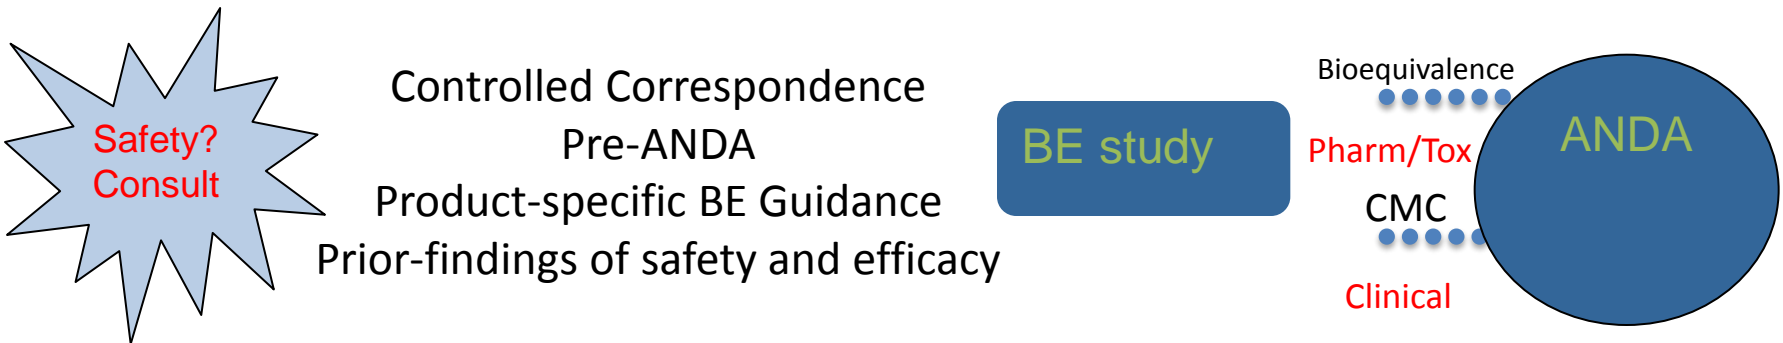 Safety?
Consult
Controlled Correspondence
Pre-ANDA
Product-specific BE Guidance
Prior-findings of safety and efficacy
BE study
Bioequivalence
Pharm/Tox
CMC
Clinical
ANDA